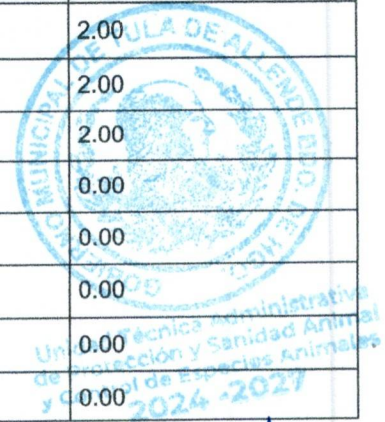 2.00
2.00
2.00
0.00
0.00
0.00
0.00
0.00
GOBIERNO MUNICIPAL DE TULA DE ALLENDE EDO. DE HGO.
Unidad Técnica Administrativa
de Protección y Sanidad Animal
y Control de Especies Animales
2024 -2027